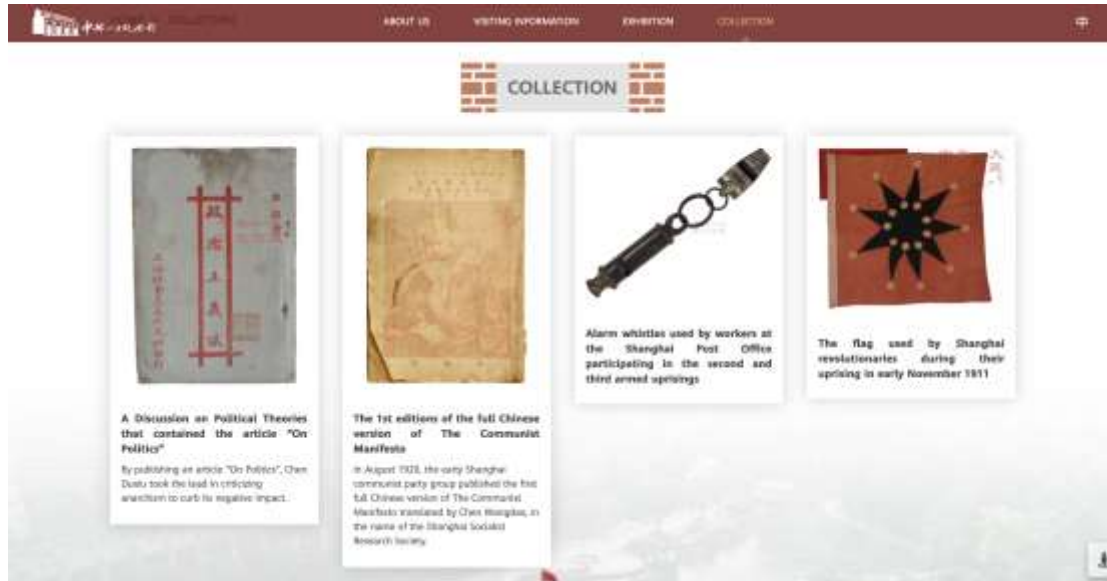 ABOUT US
VISITING INFORMATION
EXHIBITION
COLLECTION
中
COLLECTION
A Discussion on Political Theories
that contained the article "On
Politics"
By publishing an article "On Politics", Chen
Duxiu took the lead in criticizing
anarchism to curb its negative impact.
The 1st editions of the full Chinese
version of The Communist
Manifesto
In August 1920, the early Shanghai
communist party group published the first
full Chinese version of The Communist
Manifesto translated by Chen Wangdao, in
the name of the Shanghai Socialist
Research Society.
Alarm whistles used by workers at
the Shanghai Post Office
participating in the second and
third armed uprisings
The flag used by Shanghai
revolutionaries during their
uprising in early November 1911